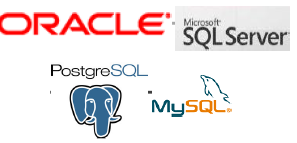 ORACLE
Microsoft
SQL Server
PostgreSQL
MySQL